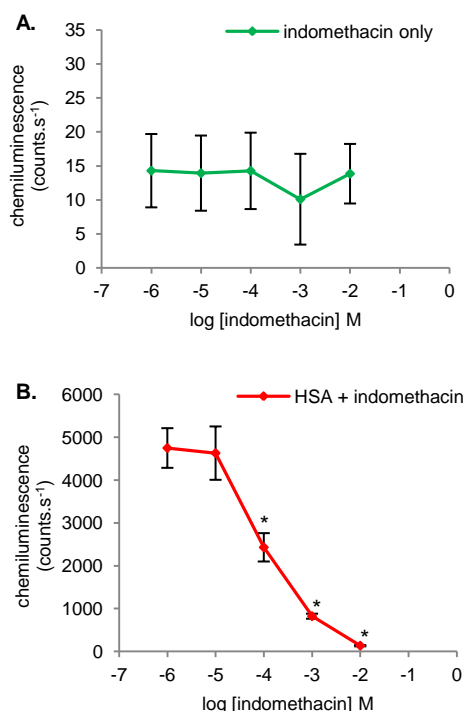 A.
indomethacin only
chemiluminescence
(counts.s⁻¹)
35
30
25
20
15
10
5
0
-7 -6 -5 -4 -3 -2 -1 0
log [indomethacin] M
B.
HSA + indomethacin
chemiluminescence
(counts.s⁻¹)
6000
5000
4000
3000
2000
1000
0
*
*
*
-7 -6 -5 -4 -3 -2 -1 0
log [indomethacin] M